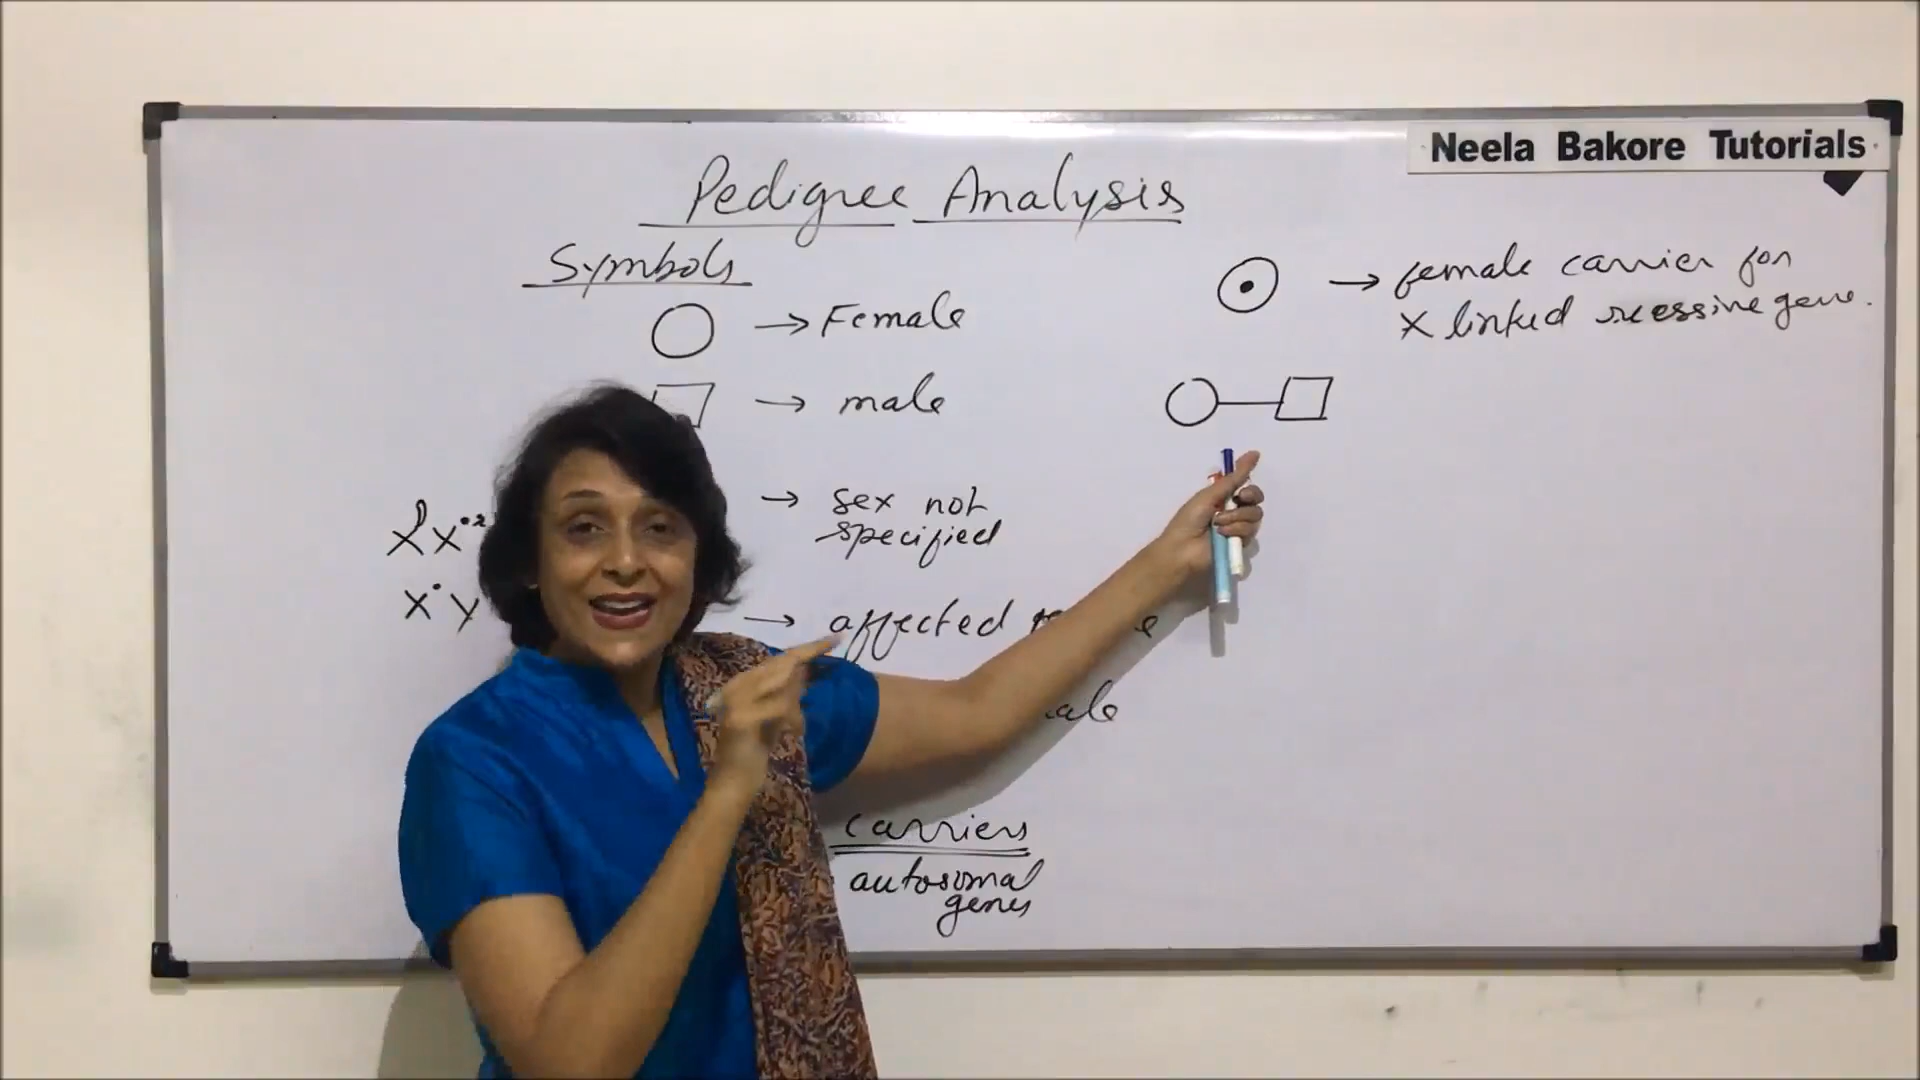 Neela Bakore Tutorials
Pedigree Analysis
Symbols
→ Female
→ male
→ sex not
specified
→ affected
carriers
autosomal
genes
X X
X Y
→ female carrier for
X linked recessive gene.